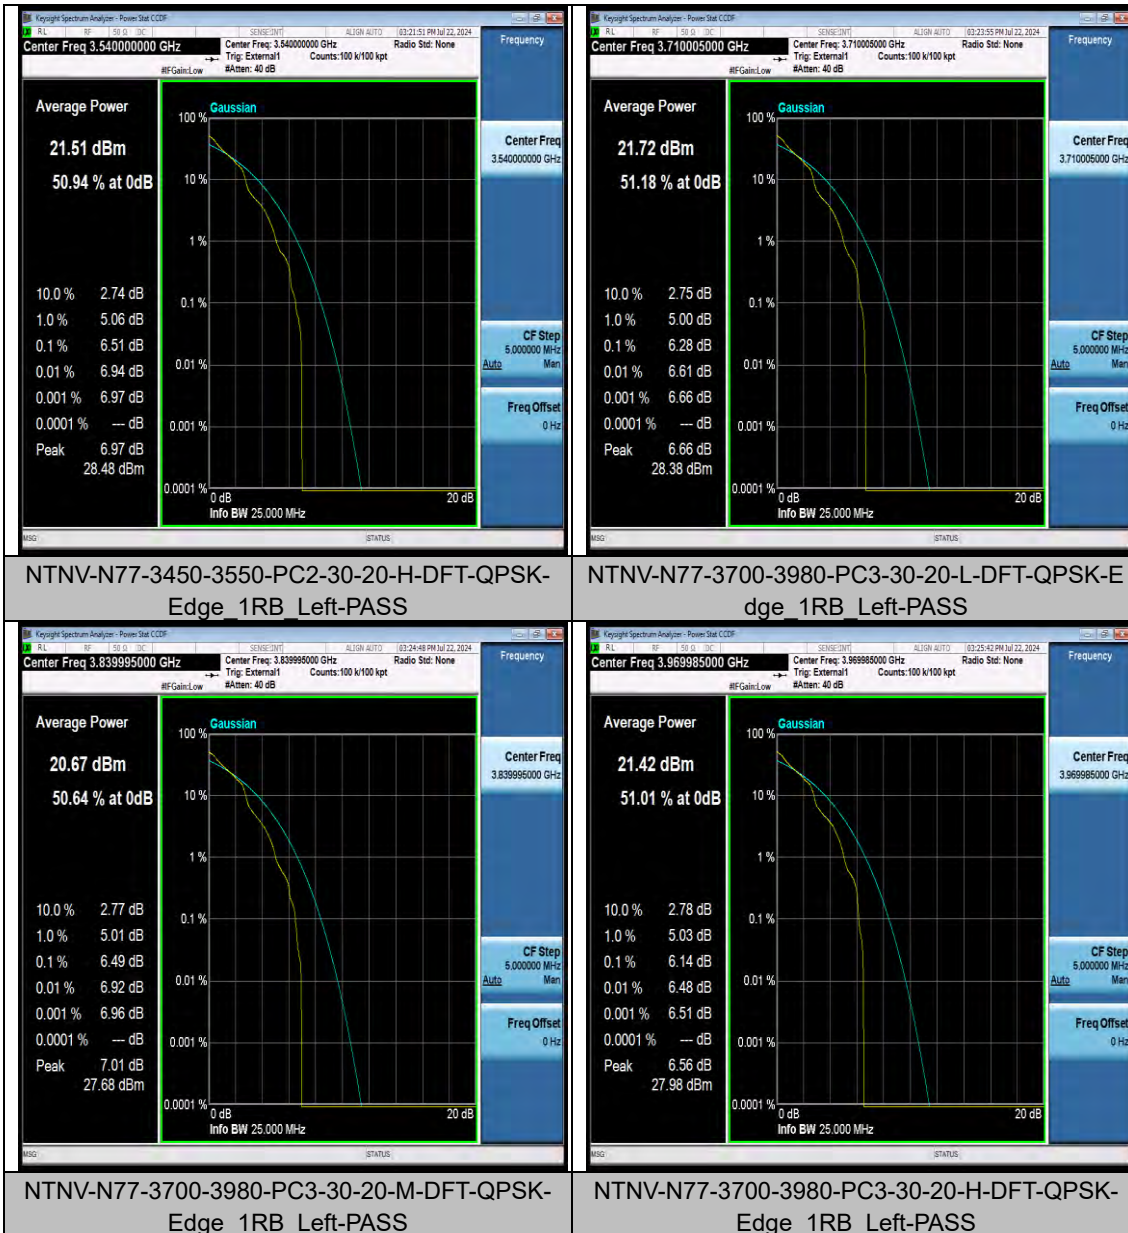 Keysight Spectrum Analyzer - Power Stat CCDF
RL RF 50 Ω DC SENSE:INT ALIGN AUTO 03:21:51 PM Jul 22, 2024
Center Freq 3.540000000 GHz
Center Freq: 3.540000000 GHz Radio Std: None
Trig: External1 Counts:100 k/100 kpt
#IFGain:Low #Atten: 40 dB
Frequency
Average Power
21.51 dBm
50.94 % at 0dB
10.0 % 2.74 dB
1.0 % 5.06 dB
0.1 % 6.51 dB
0.01 % 6.94 dB
0.001 % 6.97 dB
0.0001 % --- dB
Peak 6.97 dB
28.48 dBm
Gaussian
100 %
10 %
1 %
0.1 %
0.01 %
0.001 %
0.0001 %
0 dB 20 dB
Info BW 25.000 MHz
Center Freq
3.540000000 GHz
CF Step
5.000000 MHz
Auto Man
Freq Offset
0 Hz
MSG STATUS
NTNV-N77-3450-3550-PC2-30-20-H-DFT-QPSK-
Edge_1RB_Left-PASS
Keysight Spectrum Analyzer - Power Stat CCDF
RL RF 50 Ω DC SENSE:INT ALIGN AUTO 03:23:55 PM Jul 22, 2024
Center Freq 3.710005000 GHz
Center Freq: 3.710005000 GHz Radio Std: None
Trig: External1 Counts:100 k/100 kpt
#IFGain:Low #Atten: 40 dB
Frequency
Average Power
21.72 dBm
51.18 % at 0dB
10.0 % 2.75 dB
1.0 % 5.00 dB
0.1 % 6.28 dB
0.01 % 6.61 dB
0.001 % 6.66 dB
0.0001 % --- dB
Peak 6.66 dB
28.38 dBm
Gaussian
100 %
10 %
1 %
0.1 %
0.01 %
0.001 %
0.0001 %
0 dB 20 dB
Info BW 25.000 MHz
Center Freq
3.710005000 GHz
CF Step
5.000000 MHz
Auto Man
Freq Offset
0 Hz
MSG STATUS
NTNV-N77-3700-3980-PC3-30-20-L-DFT-QPSK-E
dge_1RB_Left-PASS
Keysight Spectrum Analyzer - Power Stat CCDF
RL RF 50 Ω DC SENSE:INT ALIGN AUTO 03:24:48 PM Jul 22, 2024
Center Freq 3.839995000 GHz
Center Freq: 3.839995000 GHz Radio Std: None
Trig: External1 Counts:100 k/100 kpt
#IFGain:Low #Atten: 40 dB
Frequency
Average Power
20.67 dBm
50.64 % at 0dB
10.0 % 2.77 dB
1.0 % 5.01 dB
0.1 % 6.49 dB
0.01 % 6.92 dB
0.001 % 6.96 dB
0.0001 % --- dB
Peak 7.01 dB
27.68 dBm
Gaussian
100 %
10 %
1 %
0.1 %
0.01 %
0.001 %
0.0001 %
0 dB 20 dB
Info BW 25.000 MHz
Center Freq
3.839995000 GHz
CF Step
5.000000 MHz
Auto Man
Freq Offset
0 Hz
MSG STATUS
NTNV-N77-3700-3980-PC3-30-20-M-DFT-QPSK-
Edge_1RB_Left-PASS
Keysight Spectrum Analyzer - Power Stat CCDF
RL RF 50 Ω DC SENSE:INT ALIGN AUTO 03:25:42 PM Jul 22, 2024
Center Freq 3.969985000 GHz
Center Freq: 3.969985000 GHz Radio Std: None
Trig: External1 Counts:100 k/100 kpt
#IFGain:Low #Atten: 40 dB
Frequency
Average Power
21.42 dBm
51.01 % at 0dB
10.0 % 2.78 dB
1.0 % 5.03 dB
0.1 % 6.14 dB
0.01 % 6.48 dB
0.001 % 6.51 dB
0.0001 % --- dB
Peak 6.56 dB
27.98 dBm
Gaussian
100 %
10 %
1 %
0.1 %
0.01 %
0.001 %
0.0001 %
0 dB 20 dB
Info BW 25.000 MHz
Center Freq
3.969985000 GHz
CF Step
5.000000 MHz
Auto Man
Freq Offset
0 Hz
MSG STATUS
NTNV-N77-3700-3980-PC3-30-20-H-DFT-QPSK-
Edge_1RB_Left-PASS